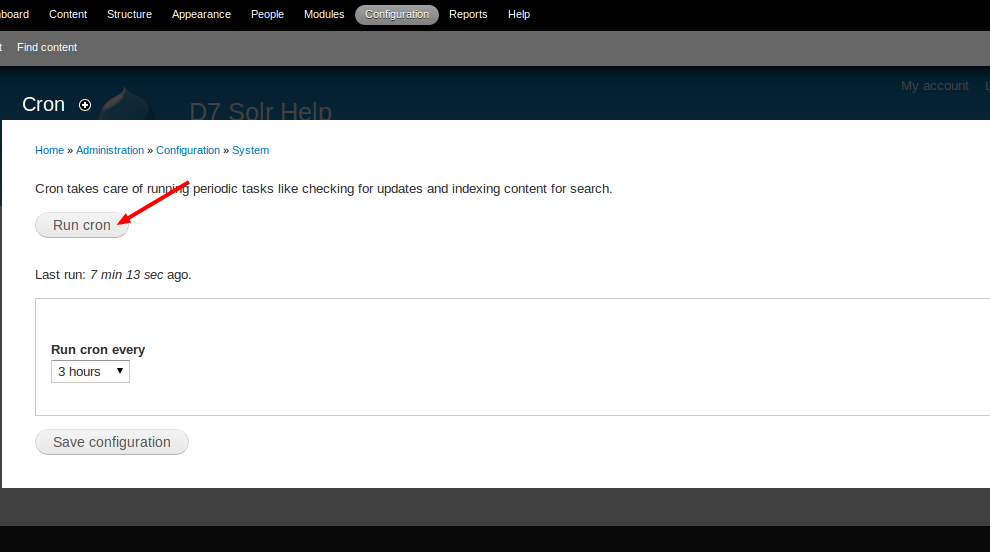 board Content Structure Appearance People Modules Configuration Reports Help
t Find content
My account L
Cron
D7 Solr Help
Home » Administration » Configuration » System
Cron takes care of running periodic tasks like checking for updates and indexing content for search.
Run cron
Last run: 7 min 13 sec ago.
Run cron every
3 hours
Save configuration